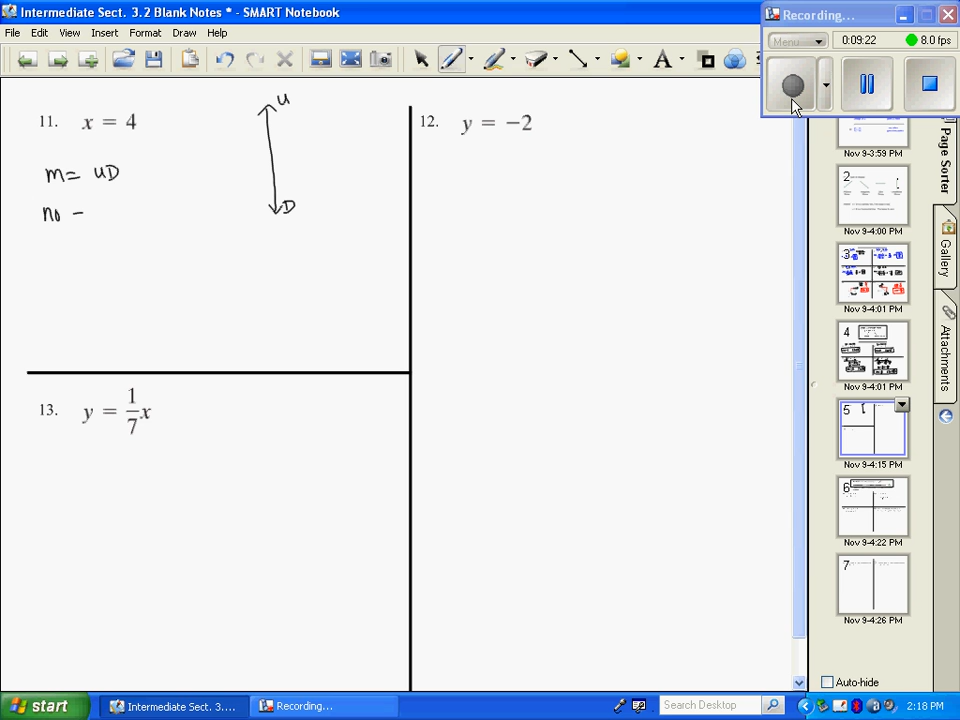 Intermediate Sect. 3.2 Blank Notes * - SMART Notebook
File Edit View Insert Format Draw Help
Recording...
Menu 0:09:22 8.0 fps
11. x = 4
U
D
m = UD
no -
12. y = -2
13. y = 1/7 x
Nov 9-3:59 PM
2
Nov 9-4:00 PM
3
Nov 9-4:01 PM
4
Nov 9-4:01 PM
5
Nov 9-4:15 PM
6
Nov 9-4:22 PM
7
Nov 9-4:26 PM
Page Sorter
Gallery
Attachments
Auto-hide
start
Intermediate Sect. 3....
Recording...
Search Desktop
2:18 PM